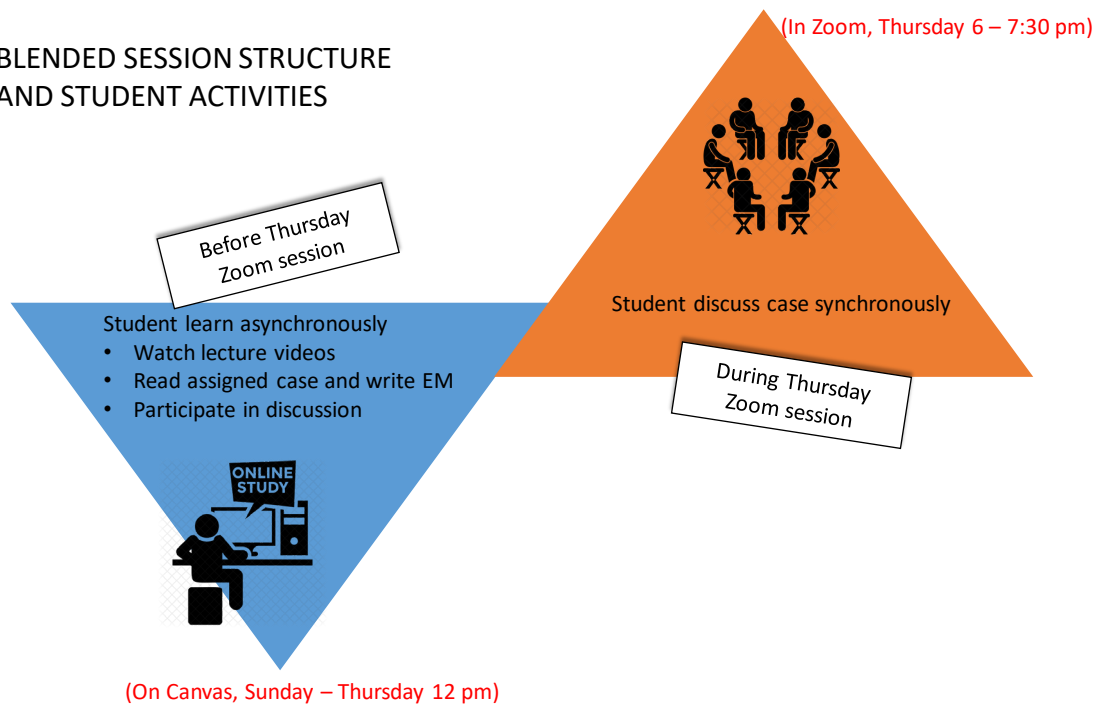 BLENDED SESSION STRUCTURE
AND STUDENT ACTIVITIES
(In Zoom, Thursday 6 – 7:30 pm)
Before Thursday
Zoom session
Student learn asynchronously
• Watch lecture videos
• Read assigned case and write EM
• Participate in discussion
ONLINE
STUDY
(On Canvas, Sunday – Thursday 12 pm)
Student discuss case synchronously
During Thursday
Zoom session